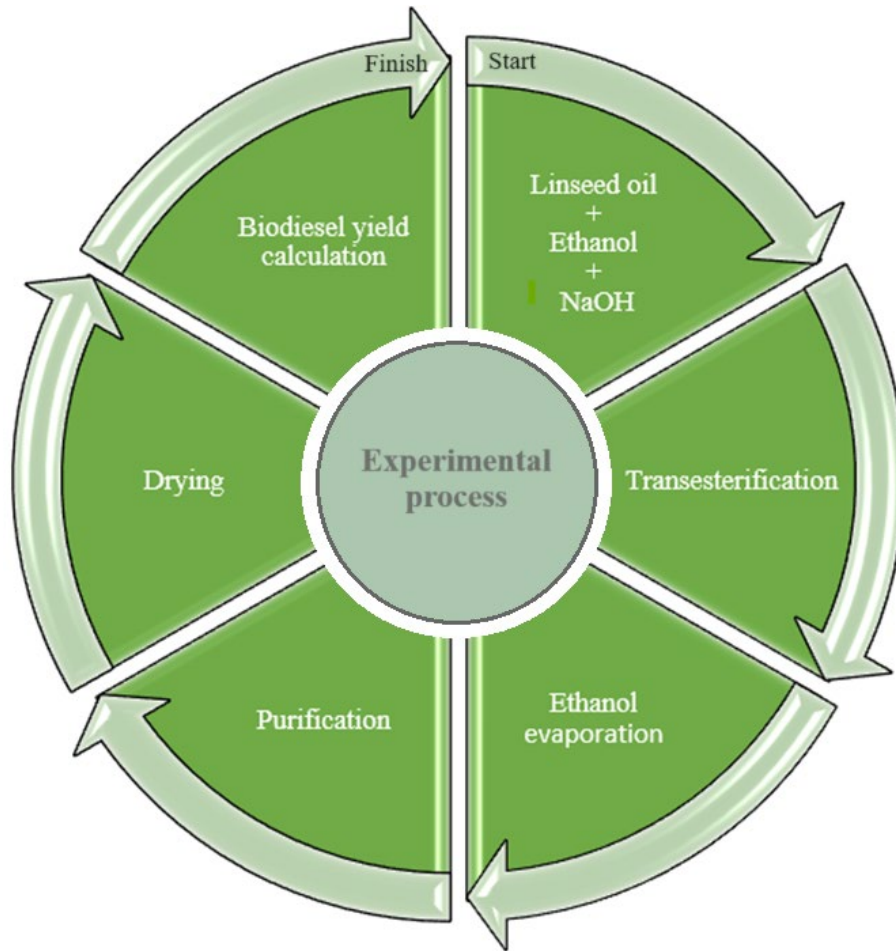 Finish
Start
Linseed oil
+
Ethanol
+
NaOH
Transesterification
Ethanol
evaporation
Purification
Drying
Biodiesel yield
calculation
Experimental
process